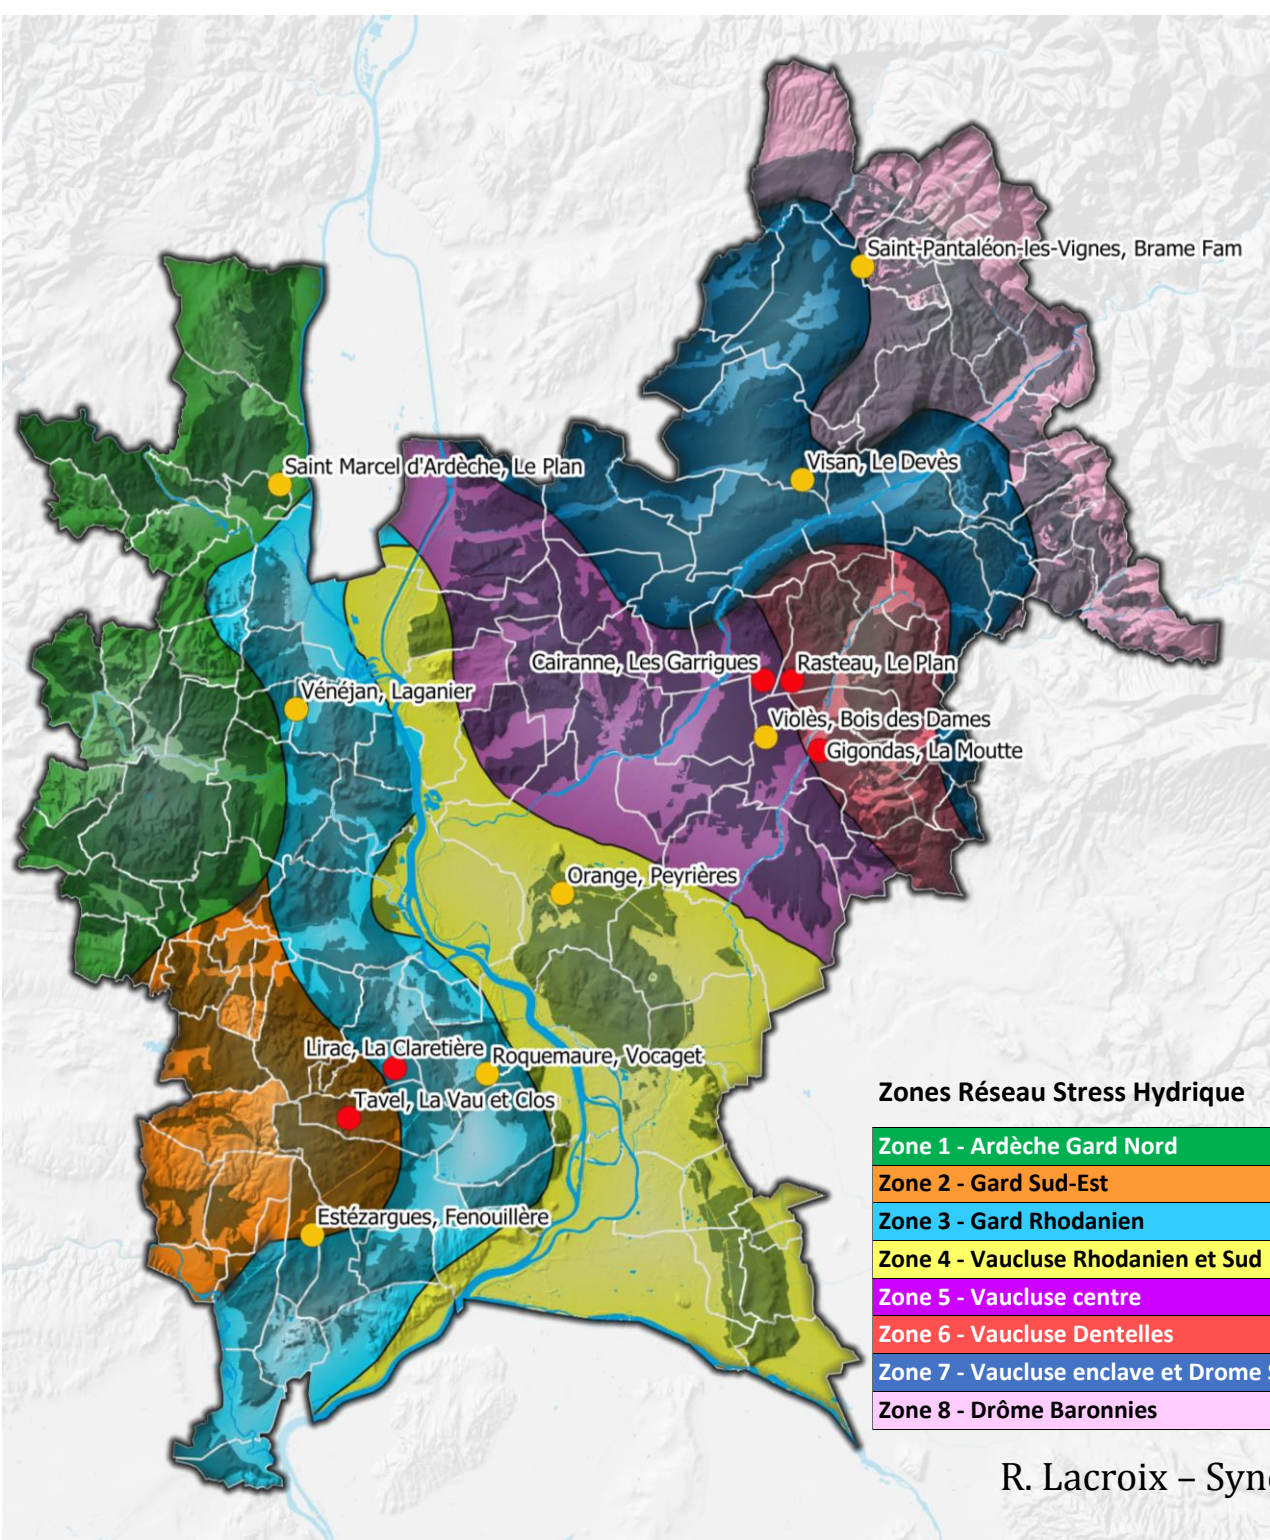 Saint-Pantaléon-les-Vignes, Brame Fam
Saint Marcel d'Ardèche, Le Plan
Visan, Le Devès
Cairanne, Les Garrigues
Rasteau, Le Plan
Vénéjan, Laganier
Violès, Bois des Dames
Gigondas, La Moutte
Orange, Peyrières
Lirac, La Claretière
Roquemaure, Vocaget
Tavel, La Vau et Clos
Estézargues, Fenouillère
Zones Réseau Stress Hydrique
Zone 1 - Ardèche Gard Nord
Zone 2 - Gard Sud-Est
Zone 3 - Gard Rhodanien
Zone 4 - Vaucluse Rhodanien et Sud
Zone 5 - Vaucluse centre
Zone 6 - Vaucluse Dentelles
Zone 7 - Vaucluse enclave et Drome
Zone 8 - Drôme Baronnies
R. Lacroix –